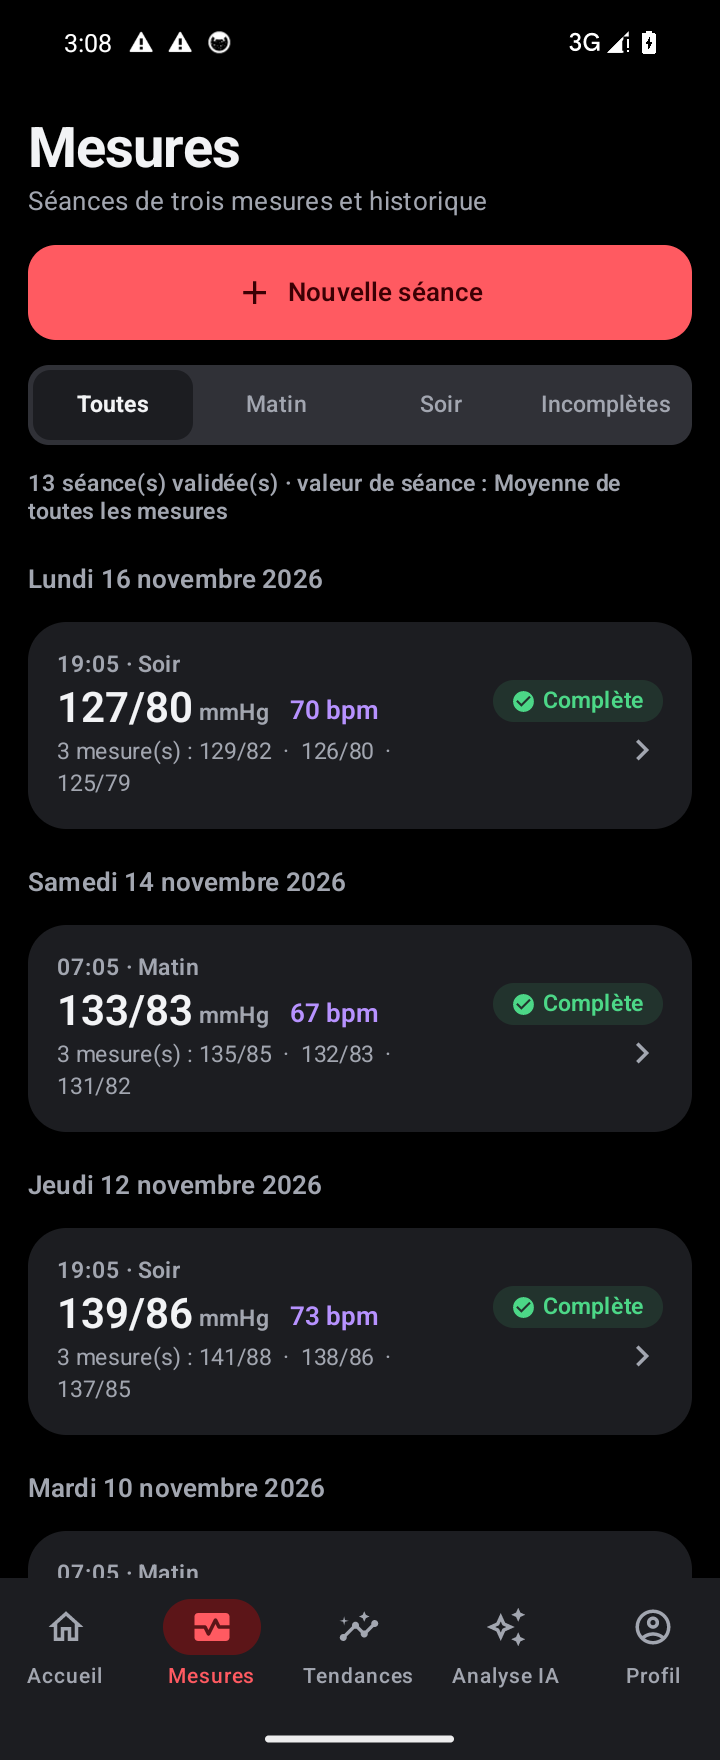 3:08
3G
Mesures
Séances de trois mesures et historique
Nouvelle séance
Toutes
Matin
Soir
Incomplètes
13 séance(s) validée(s) · valeur de séance : Moyenne de
toutes les mesures
Lundi 16 novembre 2026
19:05 · Soir
127/80 mmHg 70 bpm
Complète
3 mesure(s) : 129/82 · 126/80 ·
125/79
Samedi 14 novembre 2026
07:05 · Matin
133/83 mmHg 67 bpm
Complète
3 mesure(s) : 135/85 · 132/83 ·
131/82
Jeudi 12 novembre 2026
19:05 · Soir
139/86 mmHg 73 bpm
Complète
3 mesure(s) : 141/88 · 138/86 ·
137/85
Mardi 10 novembre 2026
07:05 · Matin
Accueil
Mesures
Tendances
Analyse IA
Profil